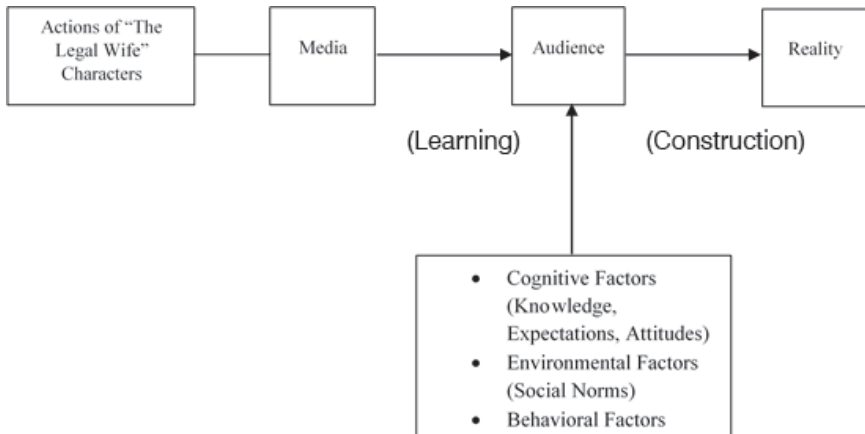 Actions of “The
Legal Wife”
Characters
Media
Audience
Reality
(Learning)
(Construction)
• Cognitive Factors
(Knowledge,
Expectations, Attitudes)
• Environmental Factors
(Social Norms)
• Behavioral Factors